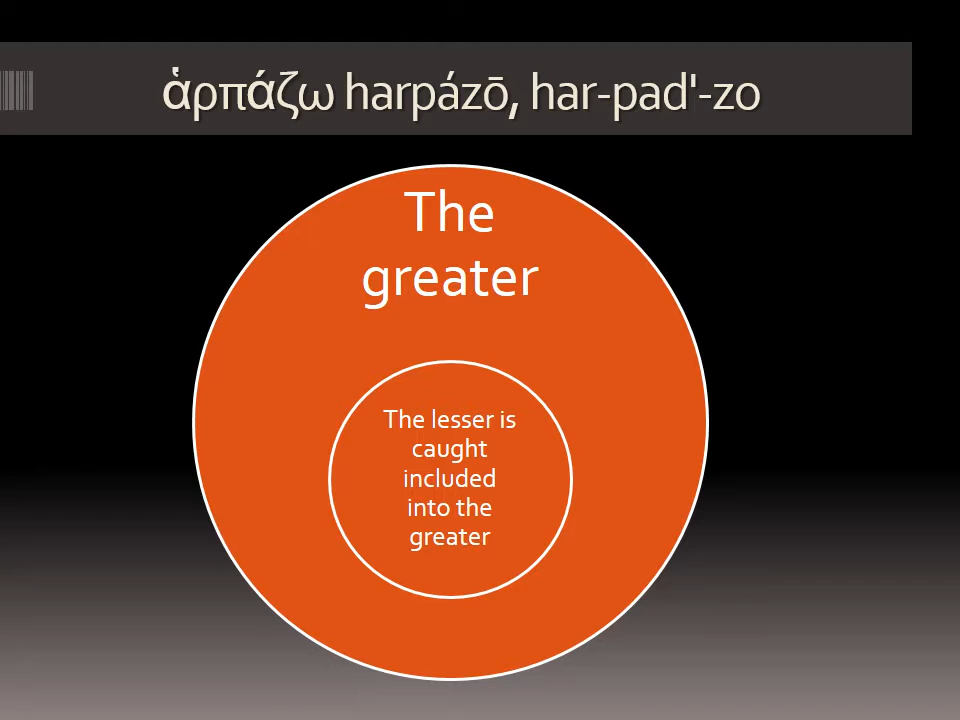 ἁρπάζω harpázō, har-pad'-zo
The
greater
The lesser is
caught
included
into the
greater